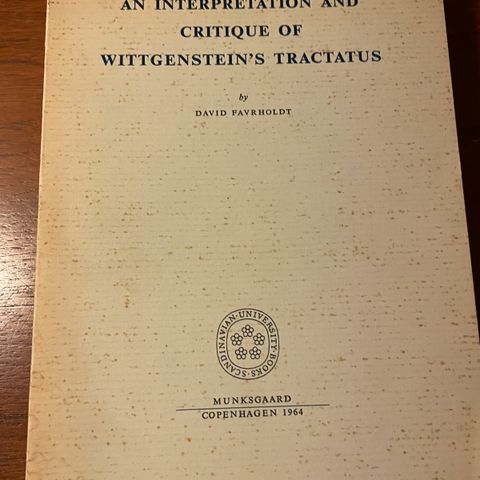 AN INTERPRETATION AND
CRITIQUE OF
WITTGENSTEIN'S TRACTATUS
by
DAVID FAVRHOLDT
SCANDINAVIAN·UNIVERSITY·BOOKS·
MUNKSGAARD
COPENHAGEN 1964